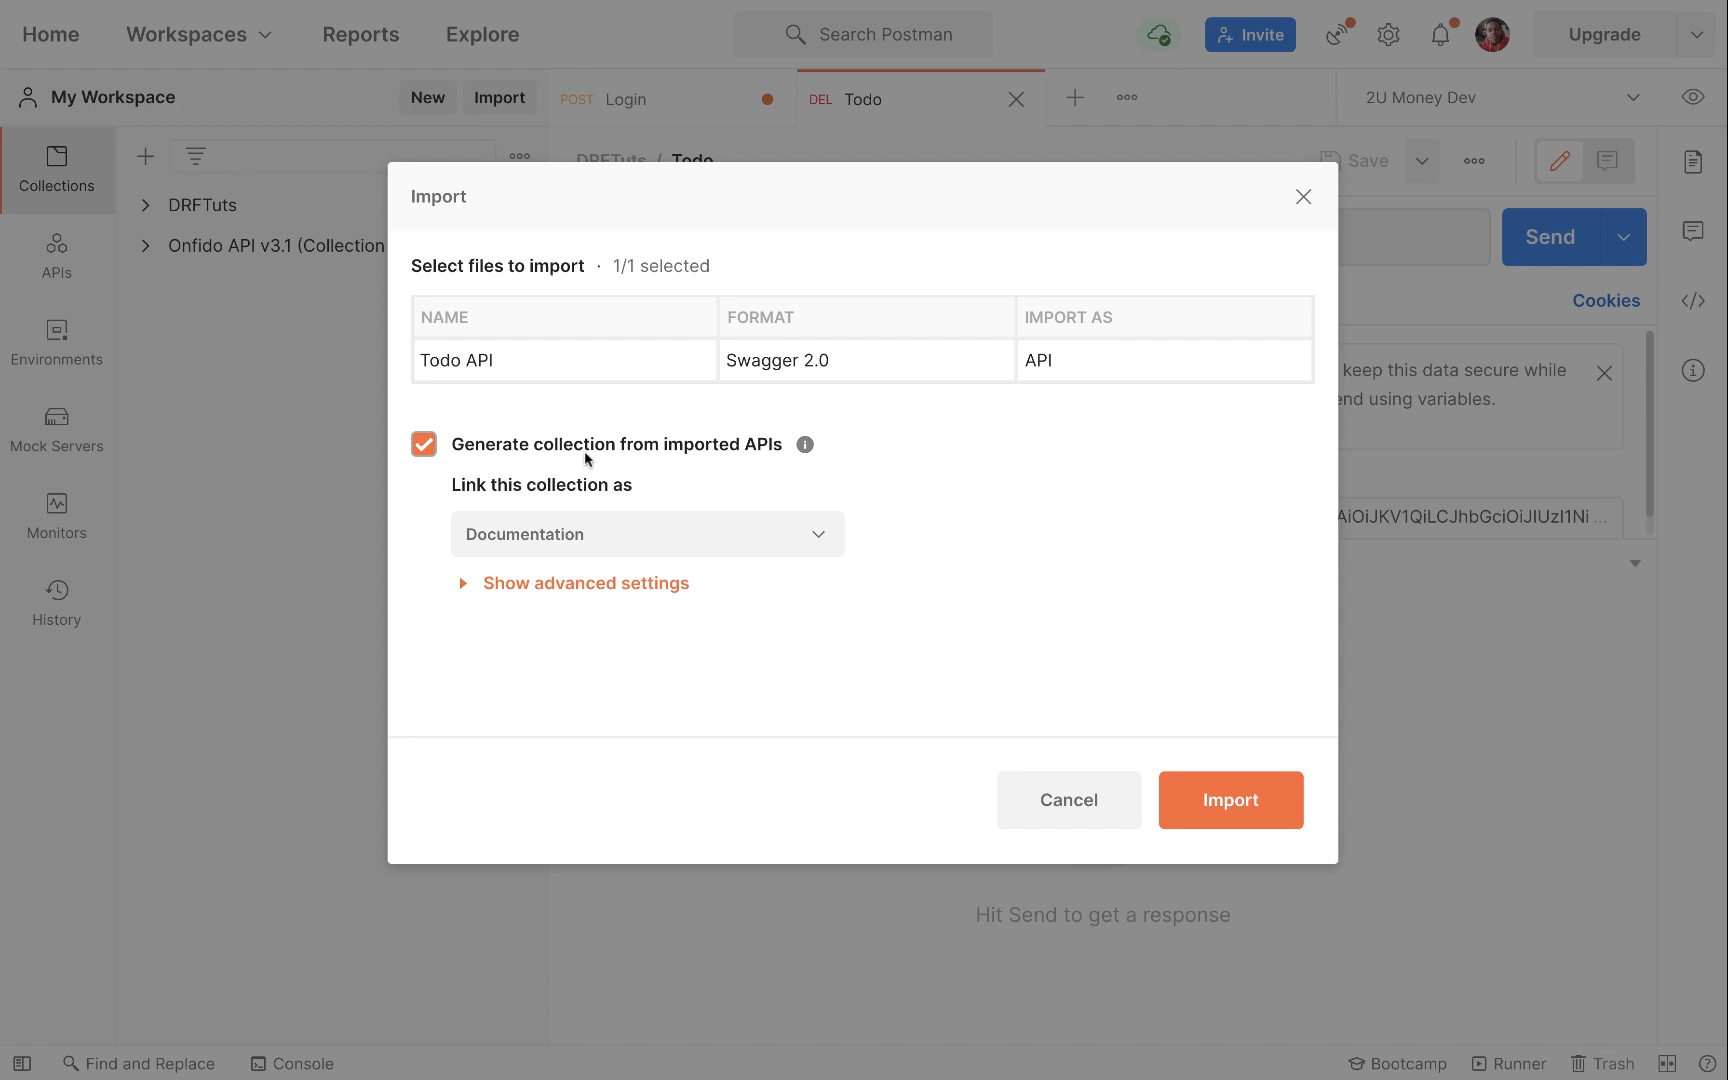 Home Workspaces Reports Explore Search Postman Invite Upgrade
My Workspace New Import POST Login DEL Todo 2U Money Dev
DRFTuts / Todo Save
Collections
DRFTuts
Onfido API v3.1 (Collection
APIs
Environments
Mock Servers
Monitors
History
Import
Select files to import · 1/1 selected
NAME FORMAT IMPORT AS
Todo API Swagger 2.0 API
Generate collection from imported APIs
Link this collection as
Documentation
Show advanced settings
Cancel Import
Send
Cookies
keep this data secure while
end using variables.
AiOiJKV1QiLCJhbGciOiJIUzI1Ni ...
Hit Send to get a response
Find and Replace Console Bootcamp Runner Trash